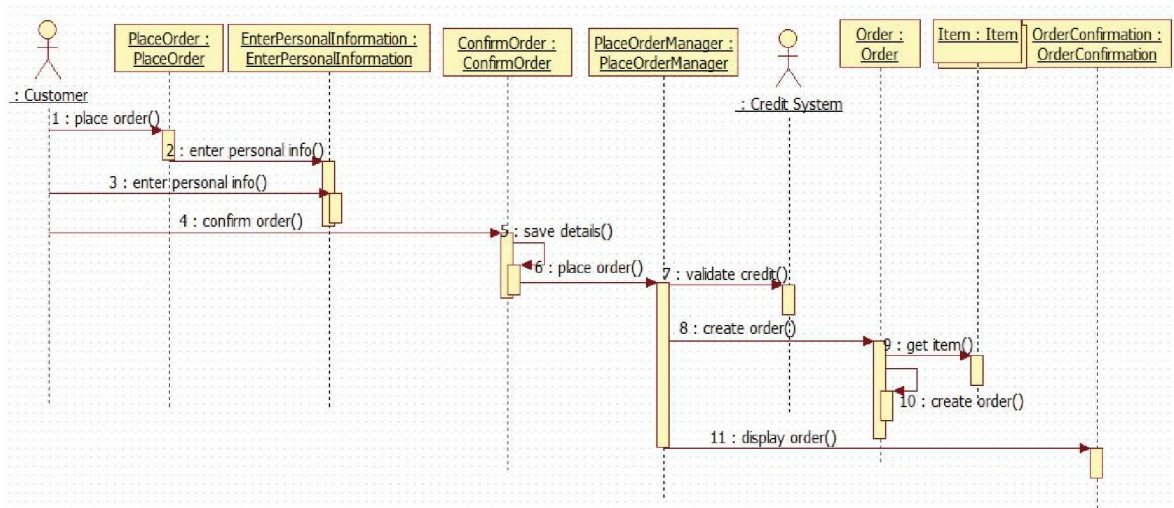 PlaceOrder :
PlaceOrder
EnterPersonalInformation :
EnterPersonalInformation
ConfirmOrder :
ConfirmOrder
PlaceOrderManager :
PlaceOrderManager
Order :
Order
Item : Item
OrderConfirmation :
OrderConfirmation
: Customer
: Credit System
1 : place order()
2 : enter personal info()
3 : enter personal info()
4 : confirm order()
5 : save details()
6 : place order()
7 : validate credit()
8 : create order()
9 : get item()
10 : create order()
11 : display order()